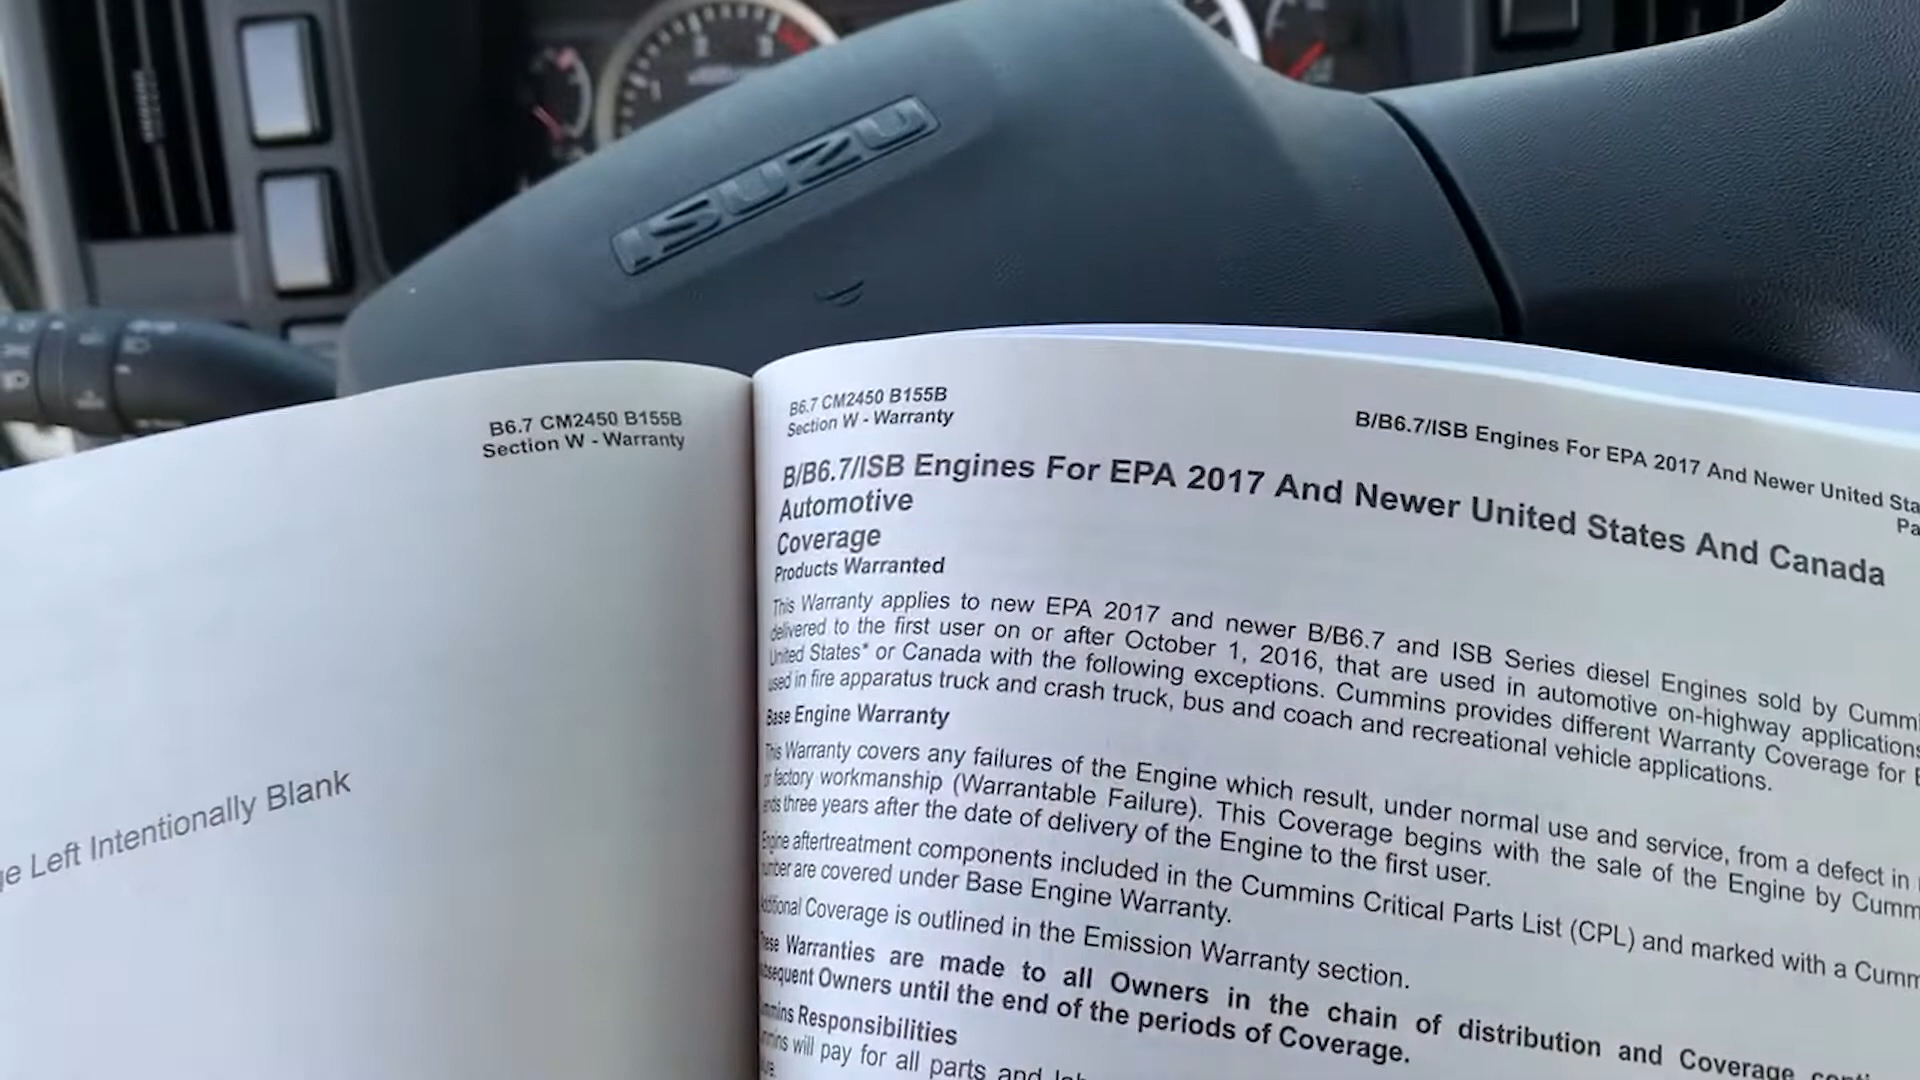 ISUZU
B6.7 CM2450 B155B
Section W - Warranty
Left Intentionally Blank
B6.7 CM2450 B155B
Section W - Warranty
B/B6.7/ISB Engines For EPA 2017 And Newer United
B/B6.7/ISB Engines For EPA 2017 And Newer United States And Canada
Automotive
Coverage
Products Warranted
This Warranty applies to new EPA 2017 and newer B/B6.7 and ISB Series diesel Engines sold by
delivered to the first user on or after October 1, 2016, that are used in automotive on-highway applications
United States* or Canada with the following exceptions. Cummins provides different Warranty Coverage for
used in fire apparatus truck and crash truck, bus and coach and recreational vehicle applications.
Base Engine Warranty
This Warranty covers any failures of the Engine which result, under normal use and service, from a defect in
or factory workmanship (Warrantable Failure). This Coverage begins with the sale of the Engine by
ends three years after the date of delivery of the Engine to the first user.
Engine aftertreatment components included in the Cummins Critical Parts List (CPL) and marked with a
number are covered under Base Engine Warranty.
Additional Coverage is outlined in the Emission Warranty section.
These Warranties are made to all Owners in the chain of distribution and Coverage
subsequent Owners until the end of the periods of Coverage.
Responsibilities
will pay for all parts and